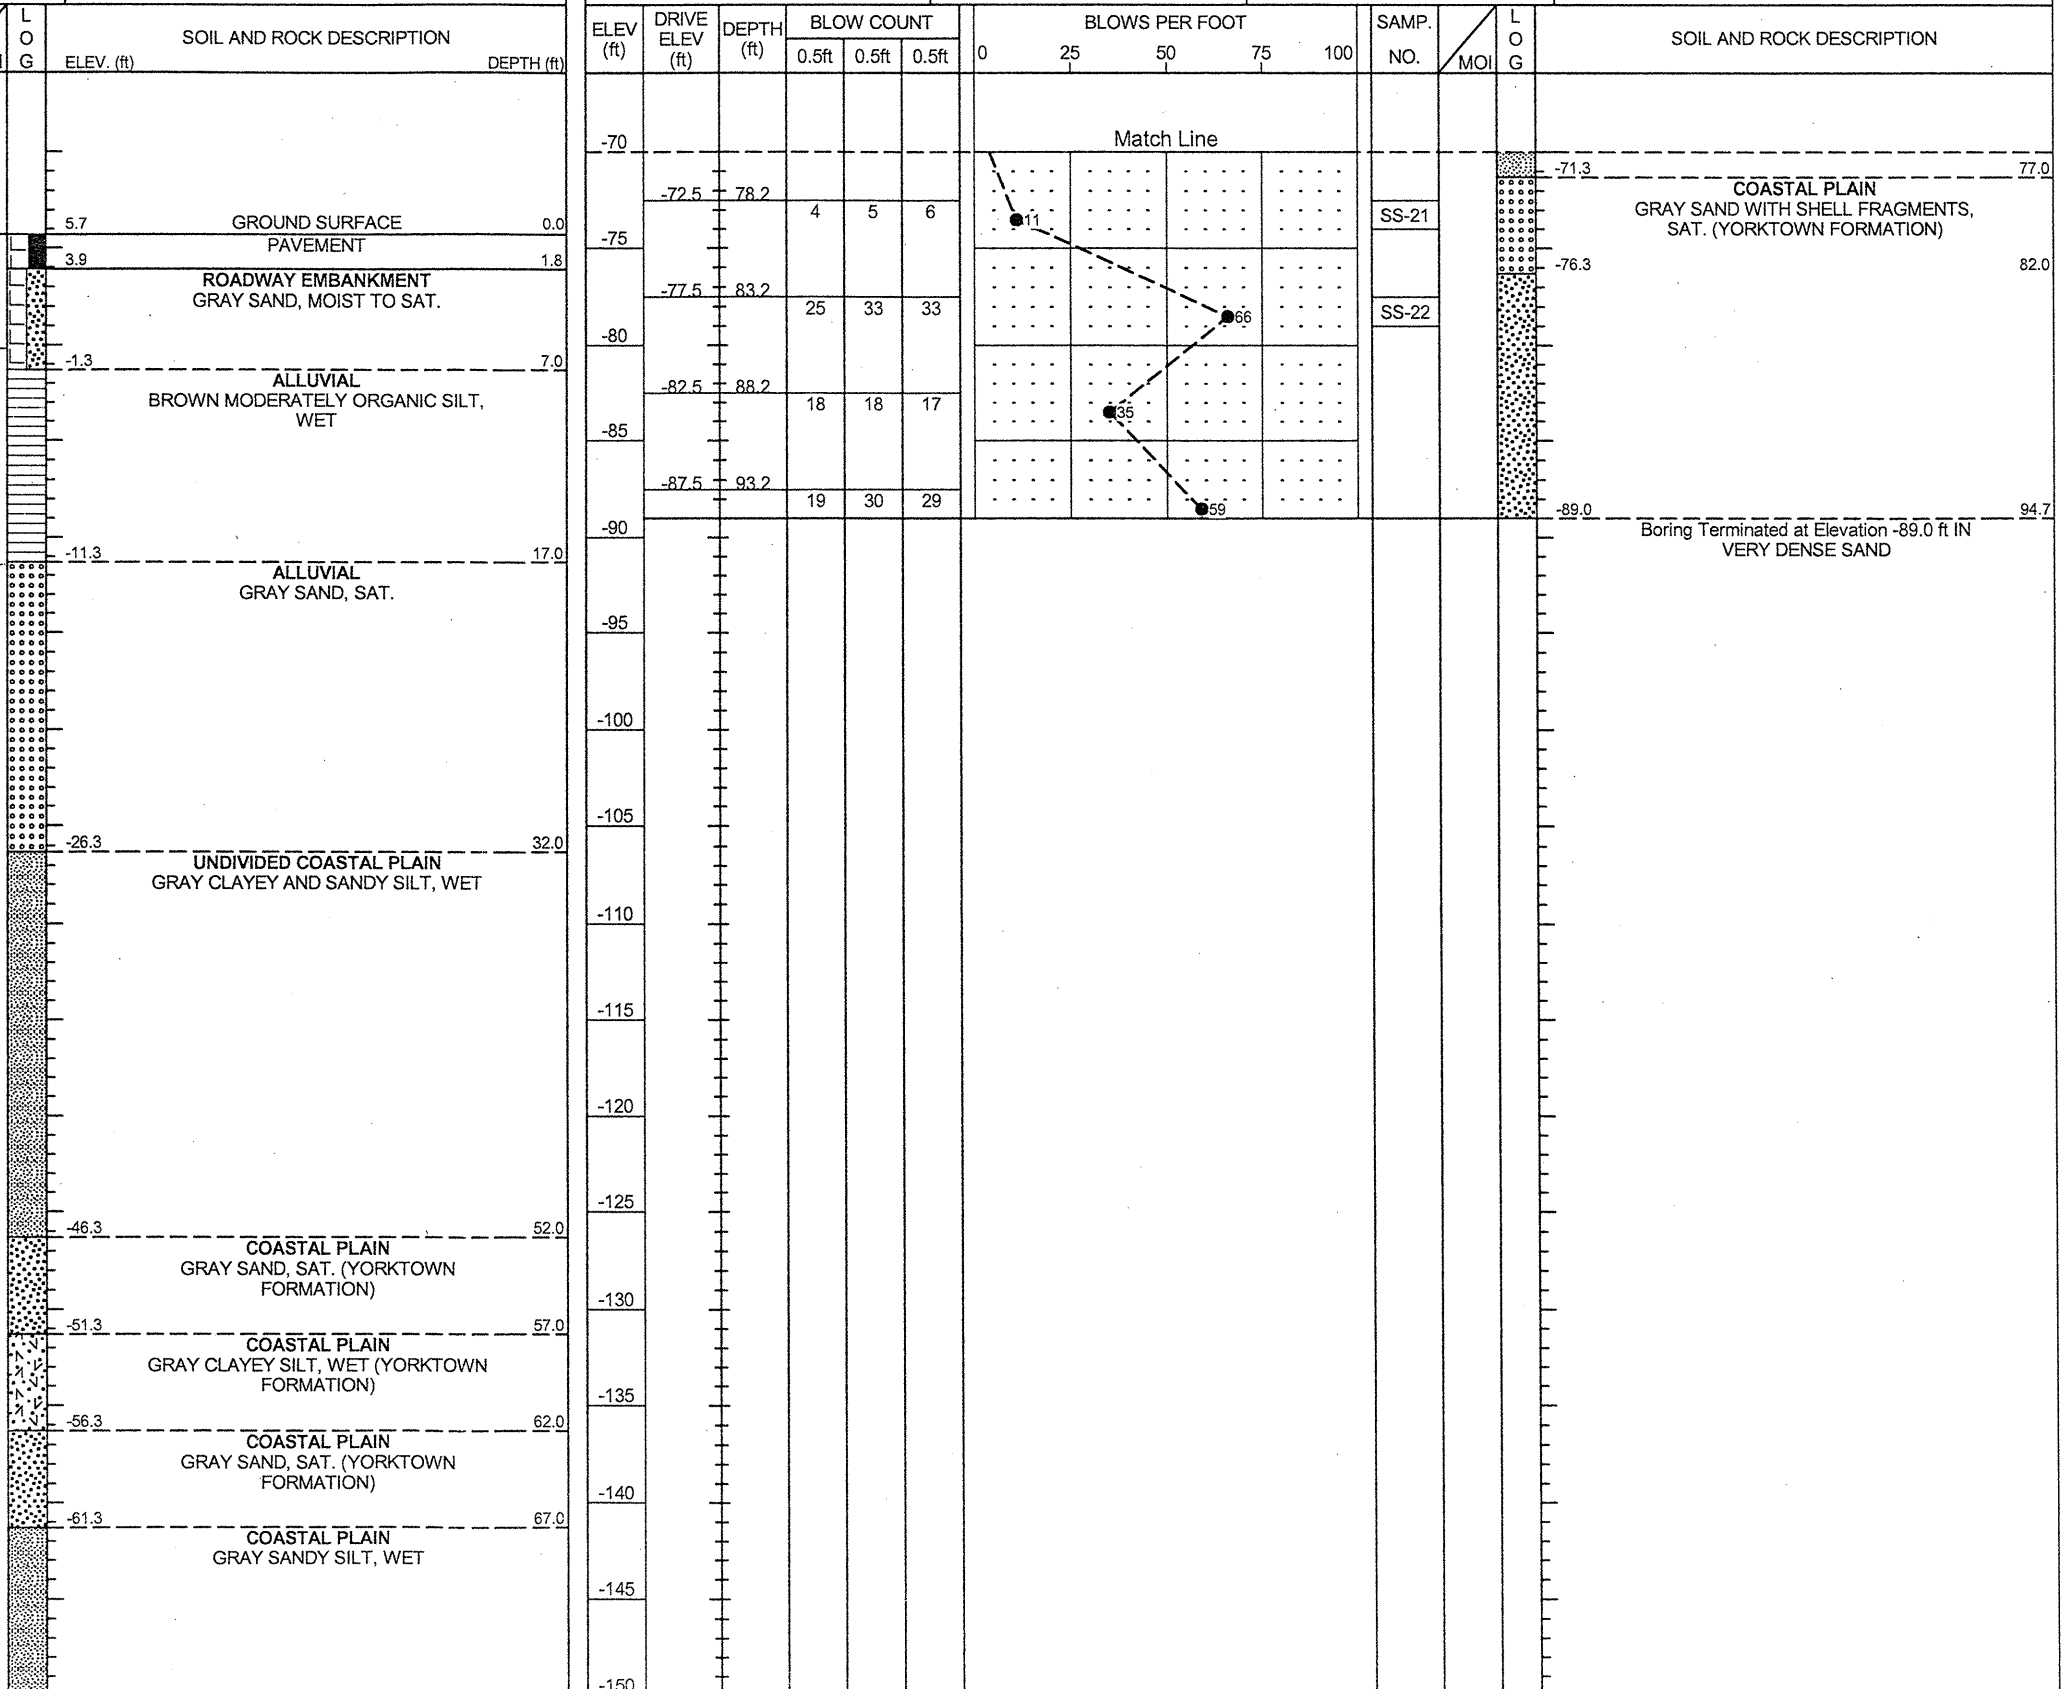 L
O
G
SOIL AND ROCK DESCRIPTION
ELEV. (ft) DEPTH (ft)
5.7 GROUND SURFACE 0.0
PAVEMENT
3.9 1.8
ROADWAY EMBANKMENT
GRAY SAND, MOIST TO SAT.
-1.3 7.0
ALLUVIAL
BROWN MODERATELY ORGANIC SILT,
WET
-11.3 17.0
ALLUVIAL
GRAY SAND, SAT.
-26.3 32.0
UNDIVIDED COASTAL PLAIN
GRAY CLAYEY AND SANDY SILT, WET
-46.3 52.0
COASTAL PLAIN
GRAY SAND, SAT. (YORKTOWN
FORMATION)
-51.3 57.0
COASTAL PLAIN
GRAY CLAYEY SILT, WET (YORKTOWN
FORMATION)
-56.3 62.0
COASTAL PLAIN
GRAY SAND, SAT. (YORKTOWN
FORMATION)
-61.3 67.0
COASTAL PLAIN
GRAY SANDY SILT, WET
ELEV
(ft)
DRIVE
ELEV
(ft)
DEPTH
(ft)
BLOW COUNT
0.5ft 0.5ft 0.5ft
BLOWS PER FOOT
0 25 50 75 100
SAMP.
NO.
MOI
L
O
G
SOIL AND ROCK DESCRIPTION
Match Line
-70
-71.3 77.0
COASTAL PLAIN
GRAY SAND WITH SHELL FRAGMENTS,
SAT. (YORKTOWN FORMATION)
-72.5 78.2
4 5 6 11 SS-21
-75
-76.3 82.0
-77.5 83.2
25 33 33 66 SS-22
-80
-82.5 88.2
18 18 17 35
-85
-87.5 93.2
19 30 29 59
-89.0 94.7
-90
Boring Terminated at Elevation -89.0 ft IN
VERY DENSE SAND
-95
-100
-105
-110
-115
-120
-125
-130
-135
-140
-145
-150